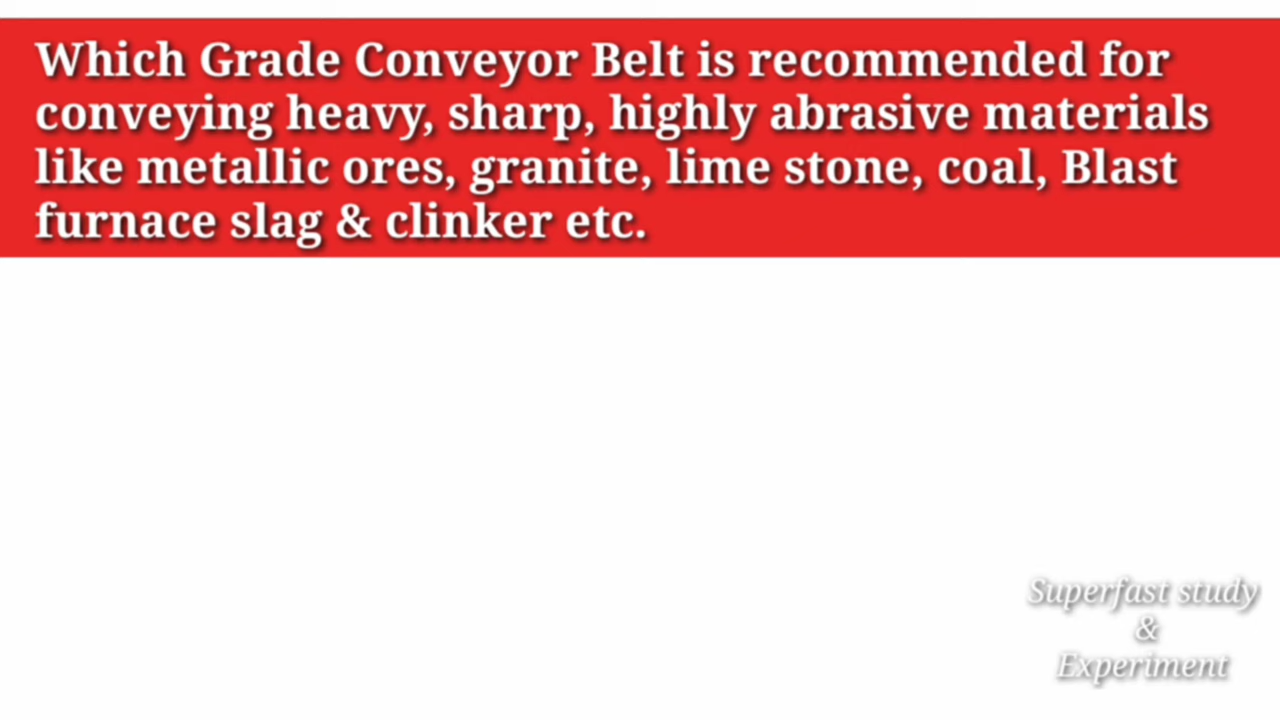 Which Grade Conveyor Belt is recommended for
conveying heavy, sharp, highly abrasive materials
like metallic ores, granite, lime stone, coal, Blast
furnace slag & clinker etc.
Superfast study
&
Experiment